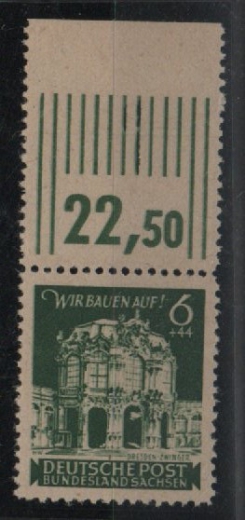 22,50
WIR BAUEN AUF! 6
+44
DRESDEN-ZWINGER
DEUTSCHE POST
BUNDESLAND SACHSEN